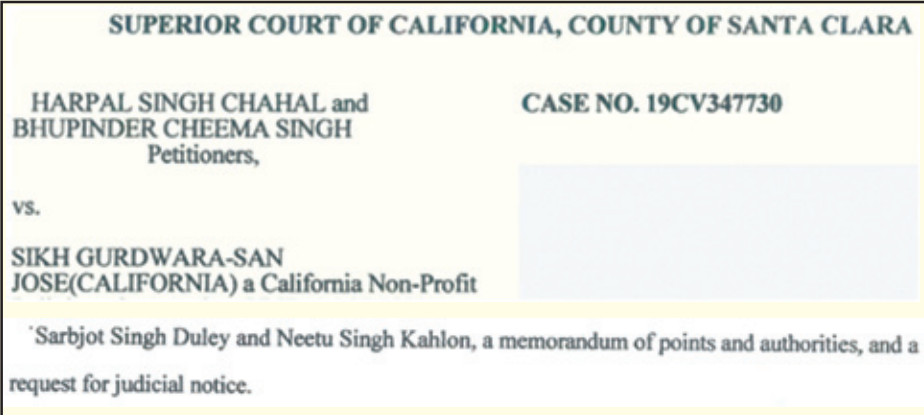 SUPERIOR COURT OF CALIFORNIA, COUNTY OF SANTA CLARA
HARPAL SINGH CHAHAL and
BHUPINDER CHEEMA SINGH
Petitioners,
vs.
SIKH GURDWARA-SAN
JOSE(CALIFORNIA) a California Non-Profit
CASE NO. 19CV347730
Sarbjot Singh Duley and Neetu Singh Kahlon, a memorandum of points and authorities, and a
request for judicial notice.